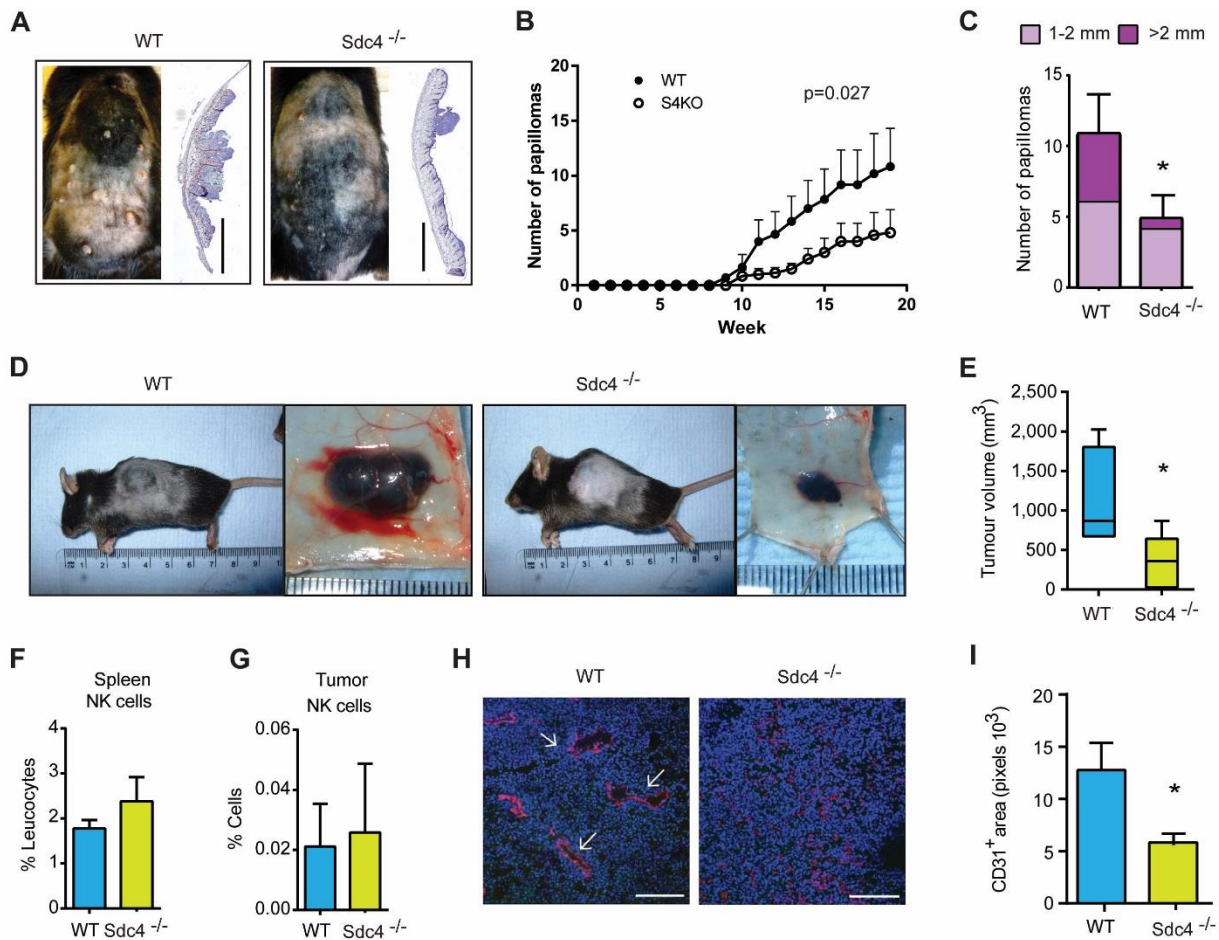 A
WT
Sdc4 -/-
B
20
15
10
5
0
Number of papillomas
WT
S4KO
p=0.027
0
5
10
15
20
Week
C
1-2 mm
>2 mm
15
10
5
0
Number of papillomas
*
WT
Sdc4 -/-
D
WT
Sdc4 -/-
E
2,500
2,000
1,500
1,000
500
0
Tumour volume (mm3)
*
WT
Sdc4 -/-
F
Spleen
NK cells
4
3
2
1
0
% Leucocytes
WT Sdc4 -/-
G
Tumor
NK cells
0.06
0.04
0.02
0.00
% Cells
WT Sdc4 -/-
H
WT
Sdc4 -/-
I
20
15
10
5
0
CD31+ area (pixels 103)
*
WT
Sdc4 -/-